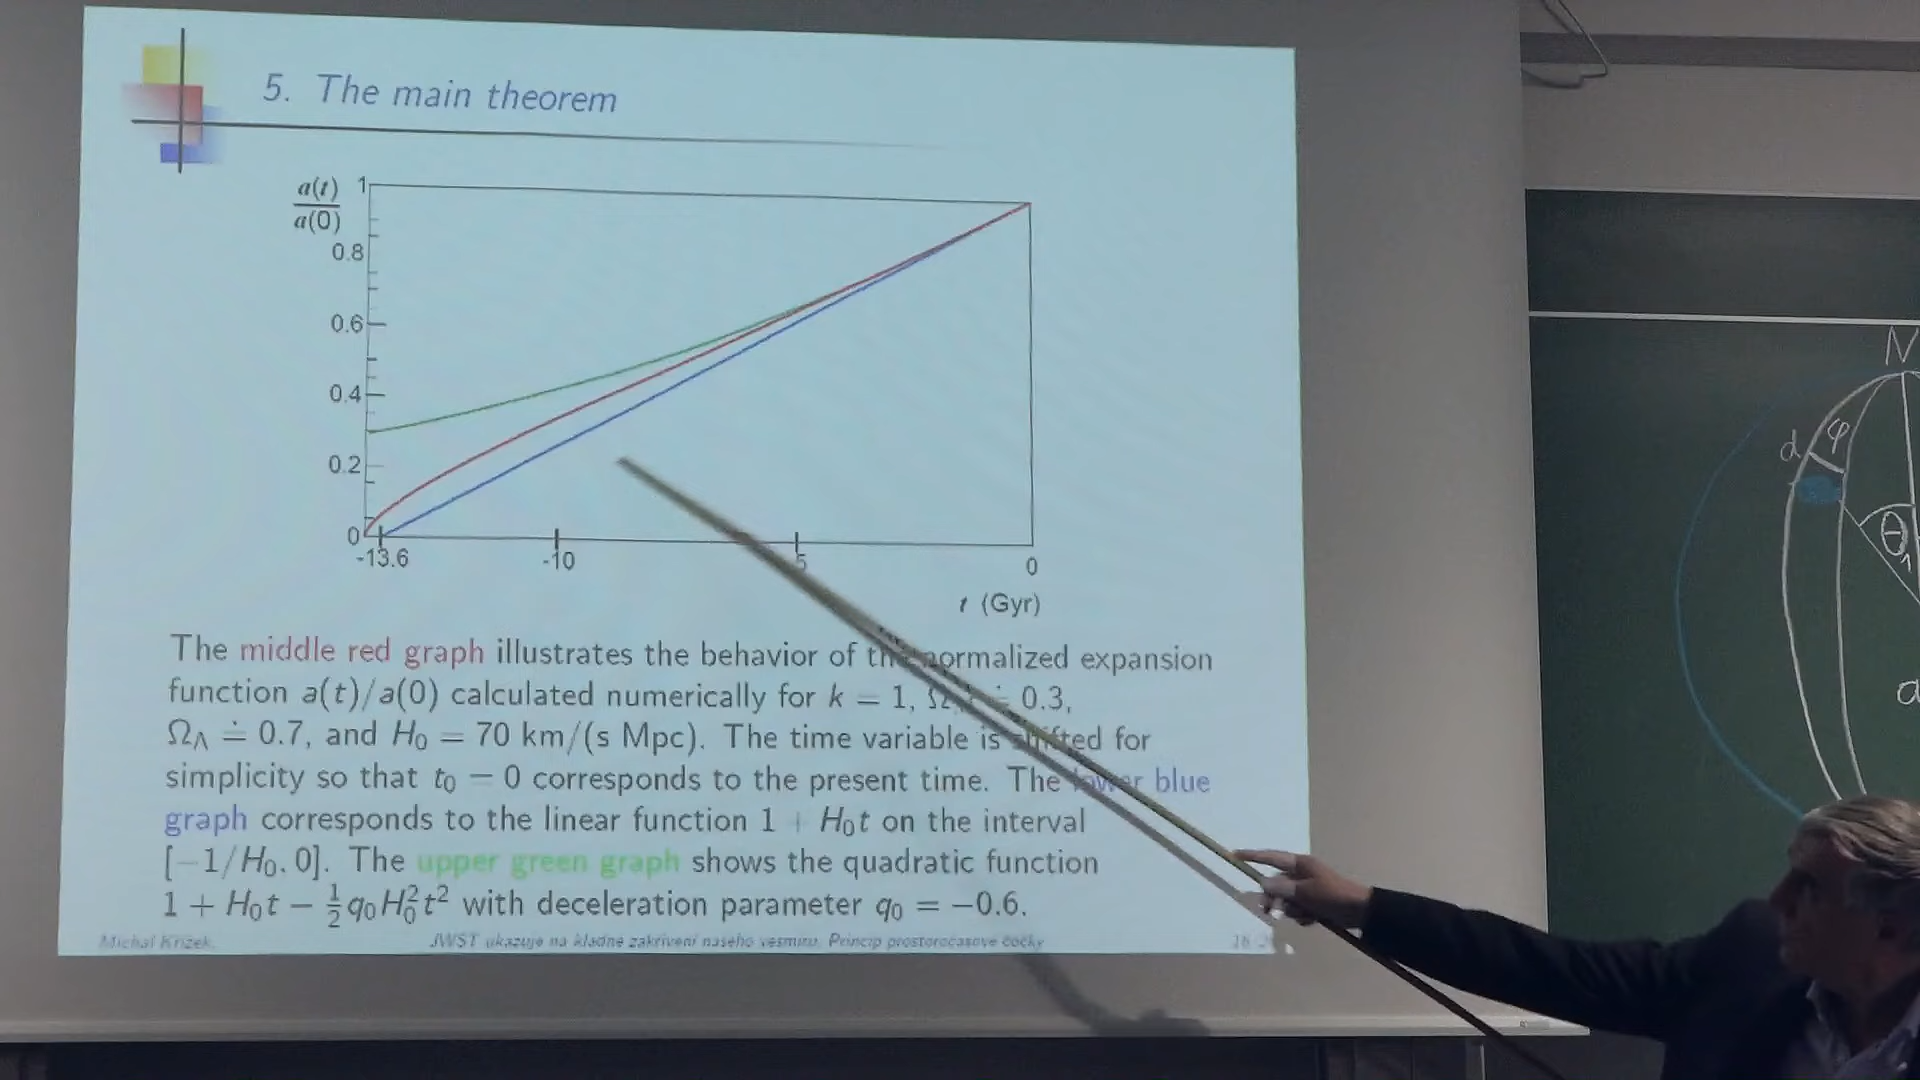 5. The main theorem
a(t)
a(0)
1
0.8
0.6
0.4
0.2
0
-13.6
-10
5
0
t (Gyr)
The middle red graph illustrates the behavior of the normalized expansion
function a(t)/a(0) calculated numerically for k = 1, ≐ 0.3,
Ω_Λ ≐ 0.7, and H₀ = 70 km/(s Mpc). The time variable is shifted for
simplicity so that t₀ = 0 corresponds to the present time. The lower blue
graph corresponds to the linear function 1 + H₀t on the interval
[−1/H₀, 0]. The upper green graph shows the quadratic function
1 + H₀t − ½q₀H₀²t² with deceleration parameter q₀ = −0.6.
Michal Křížek,
JWST ukazuje na kladné zakřivení našeho vesmíru. Princip prostoročasové čočky
N
d φ
Θ₁